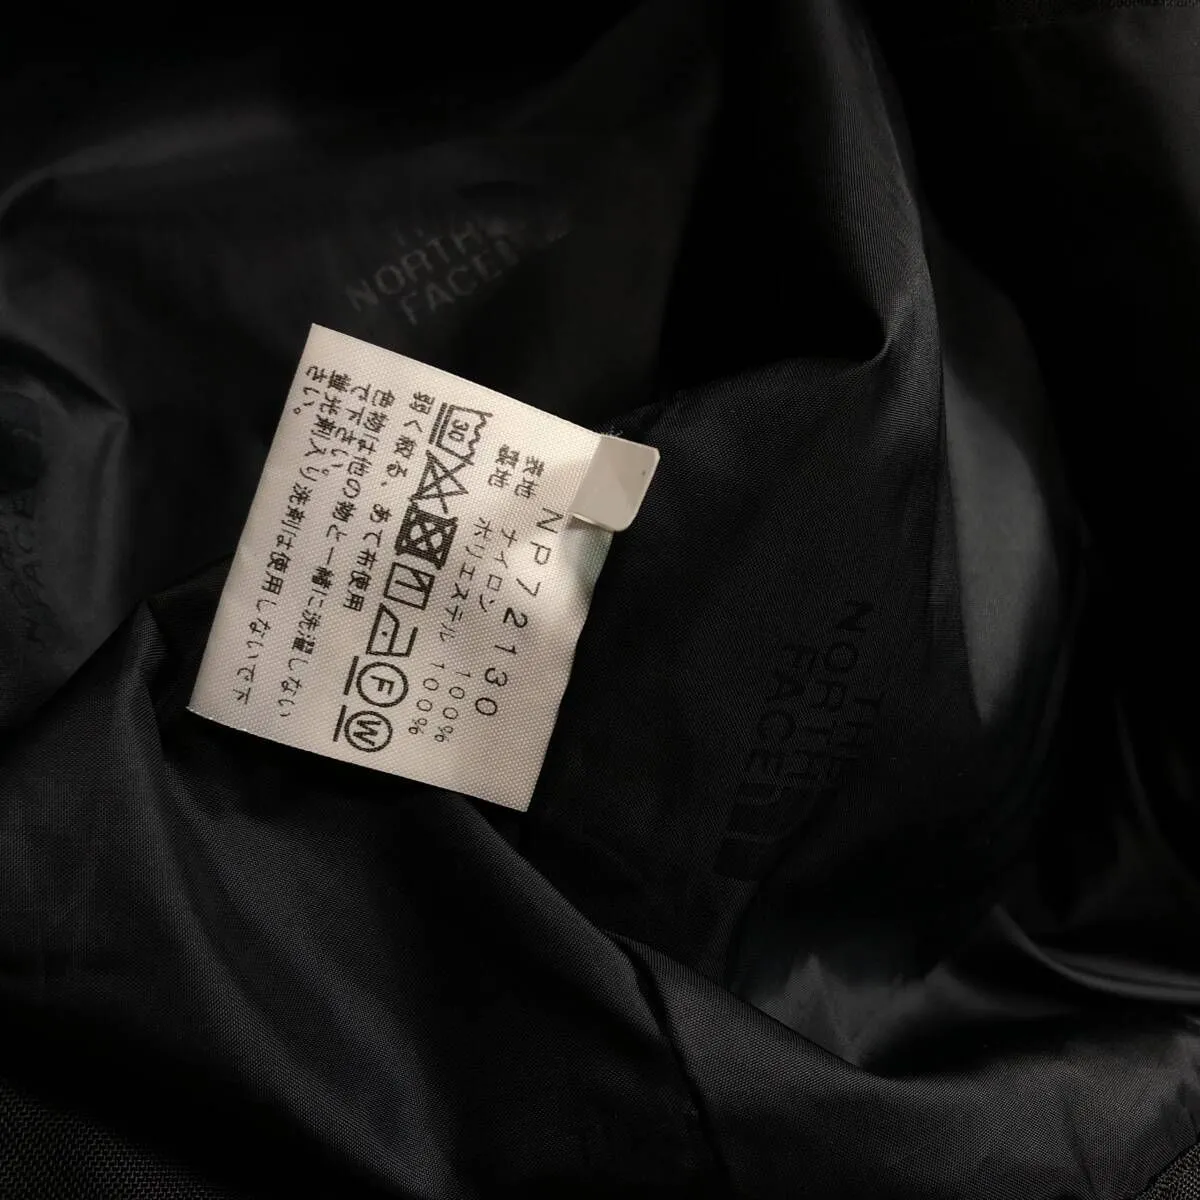 NP72130
表地 ナイロン 100%
裏地 ポリエステル 100%
30
F
W
弱く絞る、あて布使用
色物は他の物と一緒に洗濯しない
で下さい。
蛍光剤入り洗剤は使用しないで下
さい。
NORTH
FACE
THE
NORTH
FACE